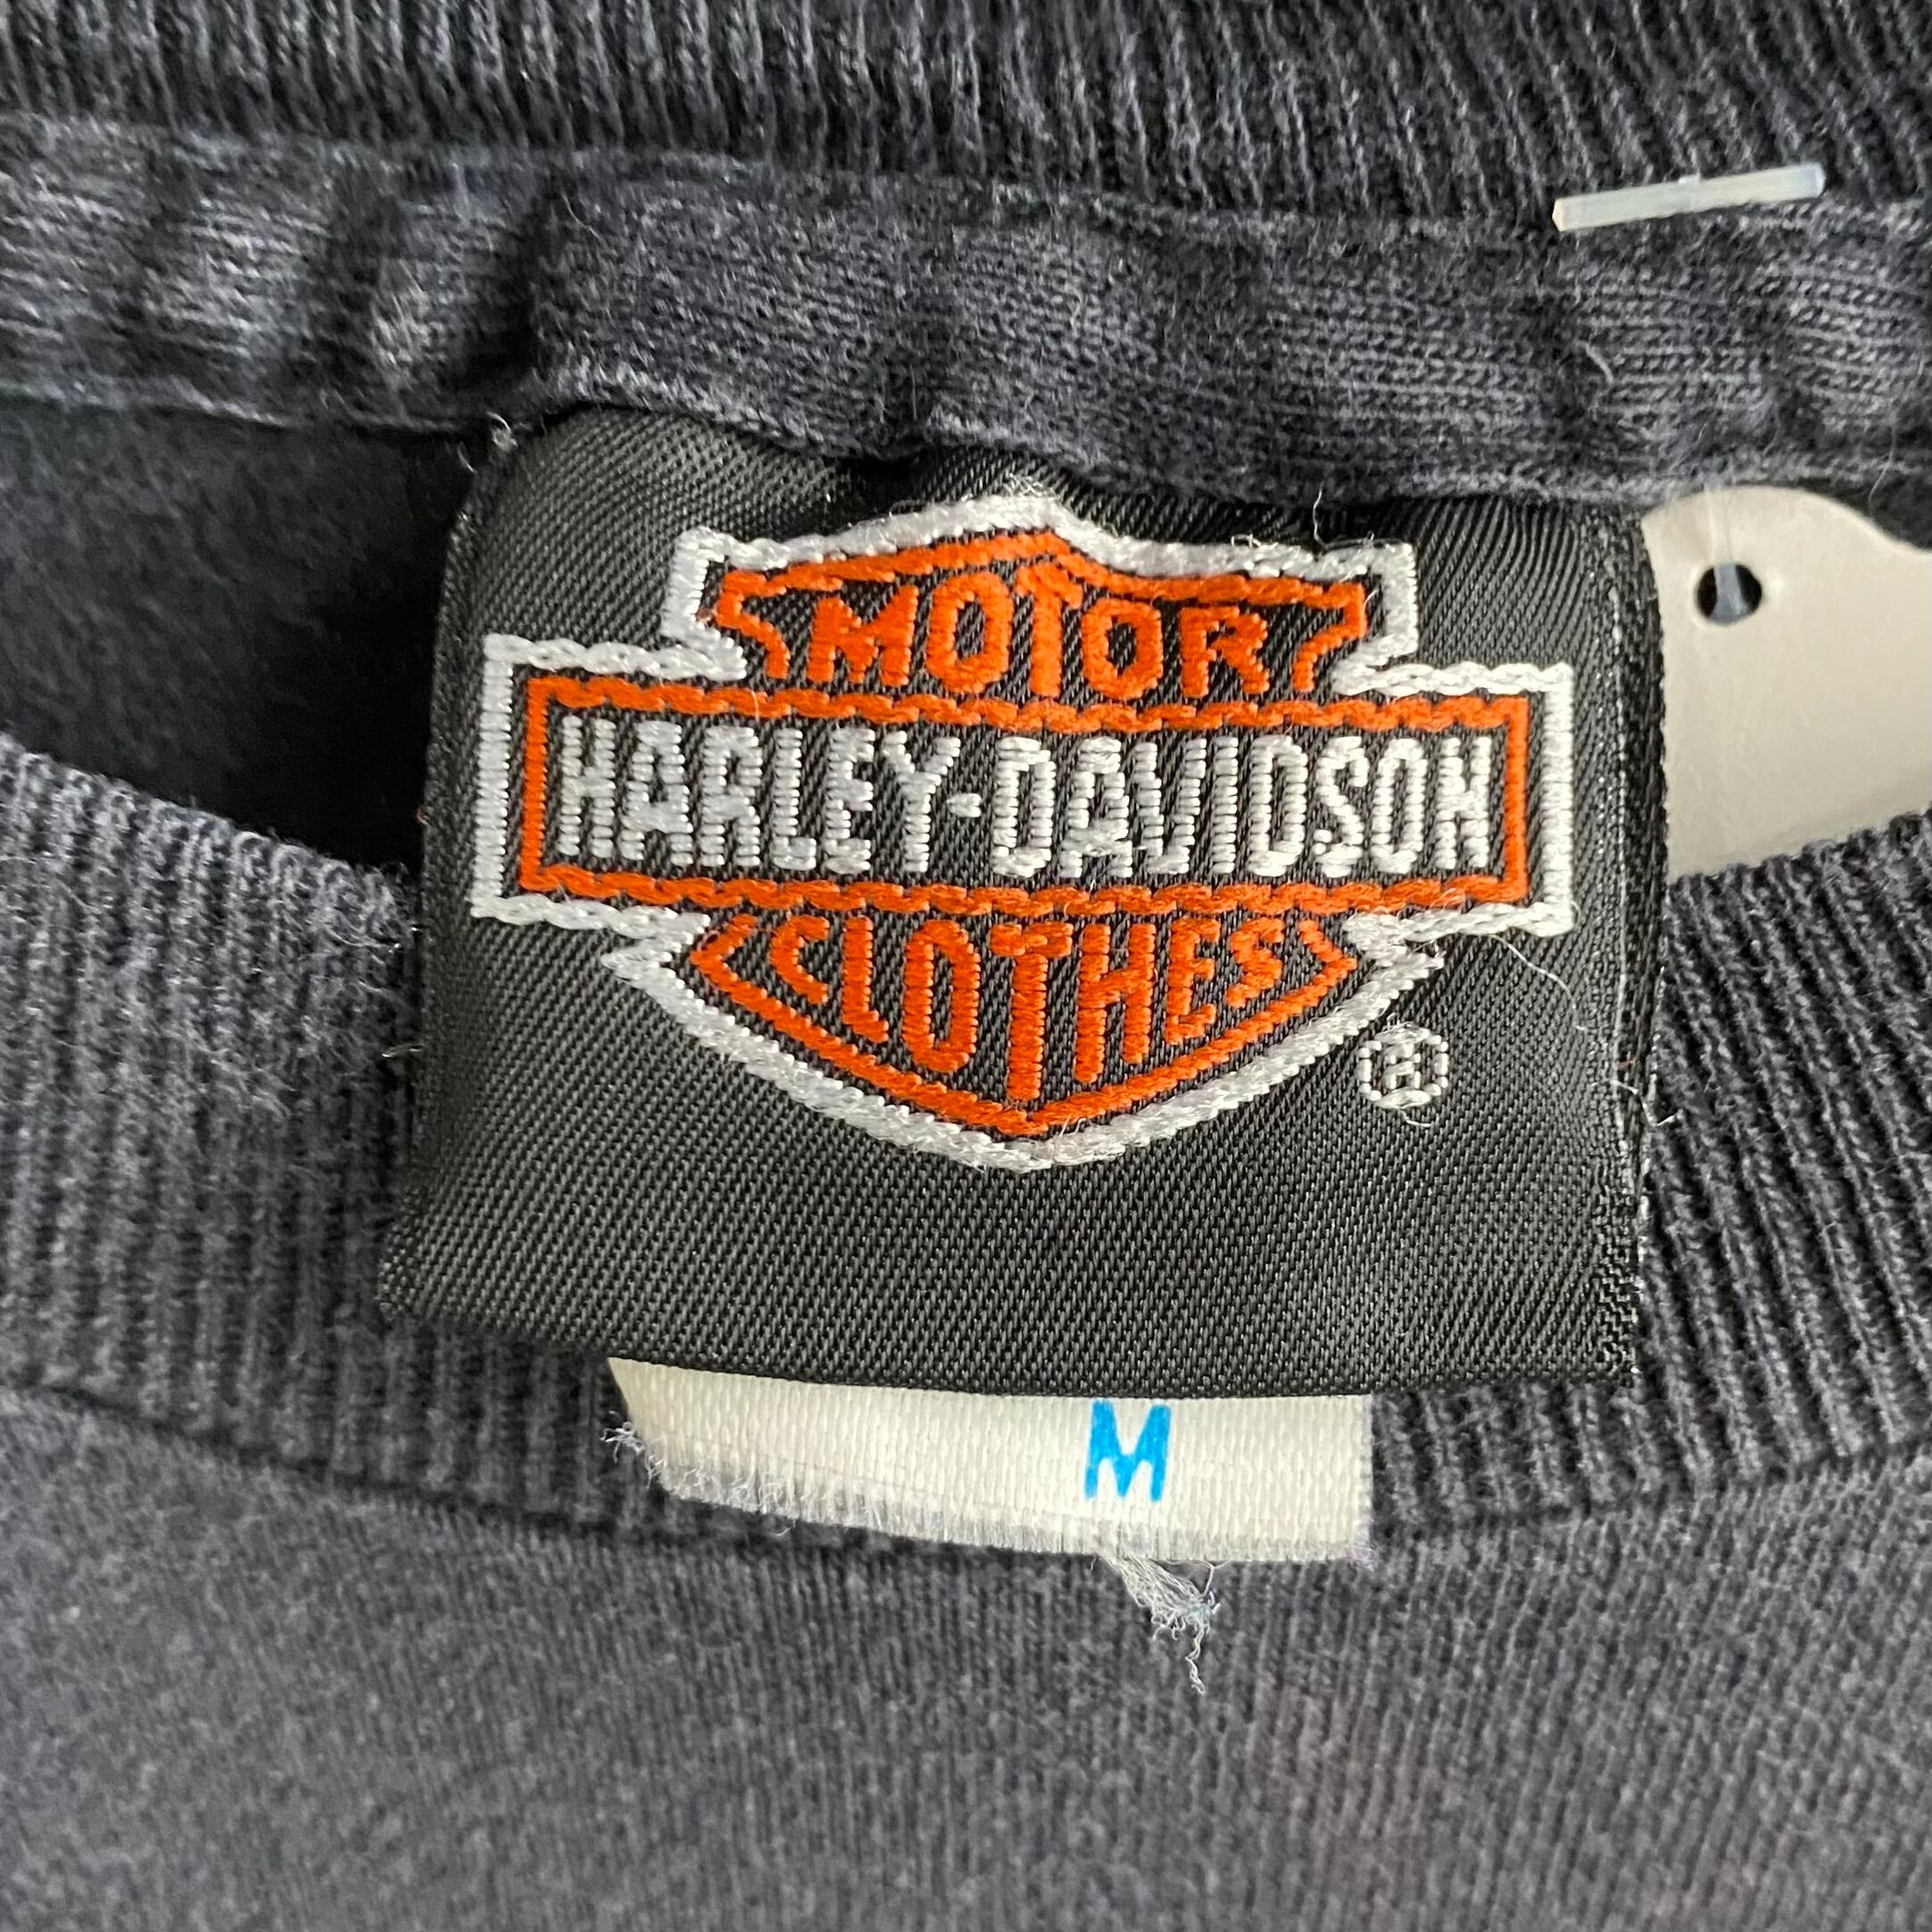 MOTOR
HARLEY-DAVIDSON
CLOTHES
®
M